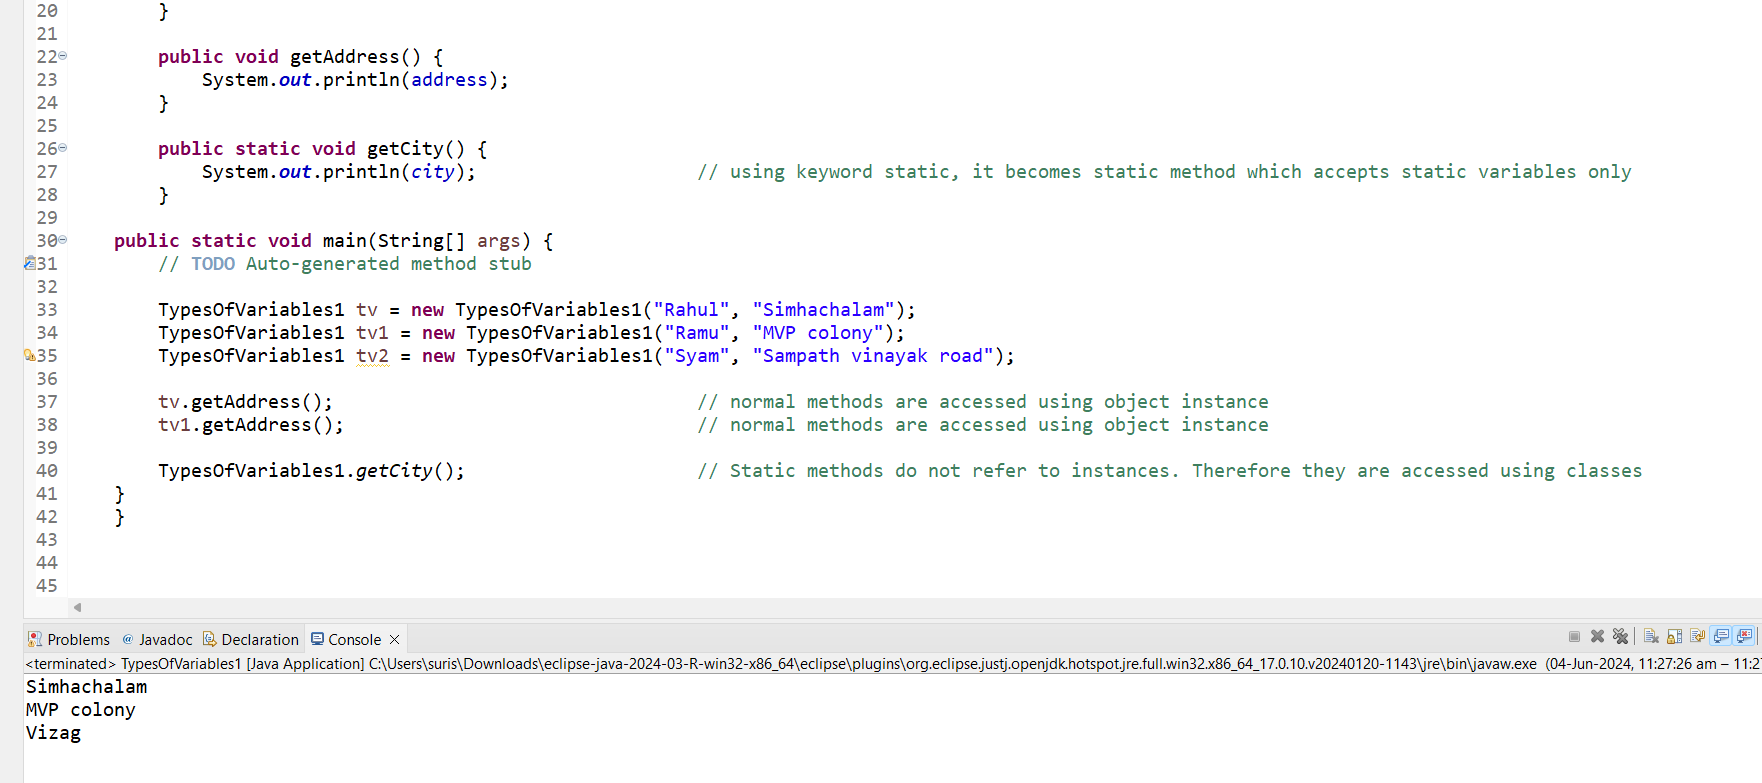 20 }
21
22 public void getAddress() {
23 System.out.println(address);
24 }
25
26 public static void getCity() {
27 System.out.println(city); // using keyword static, it becomes static method which accepts static variables only
28 }
29
30 public static void main(String[] args) {
31 // TODO Auto-generated method stub
32
33 TypesOfVariables1 tv = new TypesOfVariables1("Rahul", "Simhachalam");
34 TypesOfVariables1 tv1 = new TypesOfVariables1("Ramu", "MVP colony");
35 TypesOfVariables1 tv2 = new TypesOfVariables1("Syam", "Sampath vinayak road");
36
37 tv.getAddress(); // normal methods are accessed using object instance
38 tv1.getAddress(); // normal methods are accessed using object instance
39
40 TypesOfVariables1.getCity(); // Static methods do not refer to instances. Therefore they are accessed using classes
41 }
42 }
43
44
45
Problems @ Javadoc Declaration Console
<terminated> TypesOfVariables1 [Java Application] C:\Users\suris\Downloads\eclipse-java-2024-03-R-win32-x86_64\eclipse\plugins\org.eclipse.justj.openjdk.hotspot.jre.full.win32.x86_64_17.0.10.v20240120-1143\jre\bin\javaw.exe (04-Jun-2024, 11:27:26 am – 11:27
Simhachalam
MVP colony
Vizag